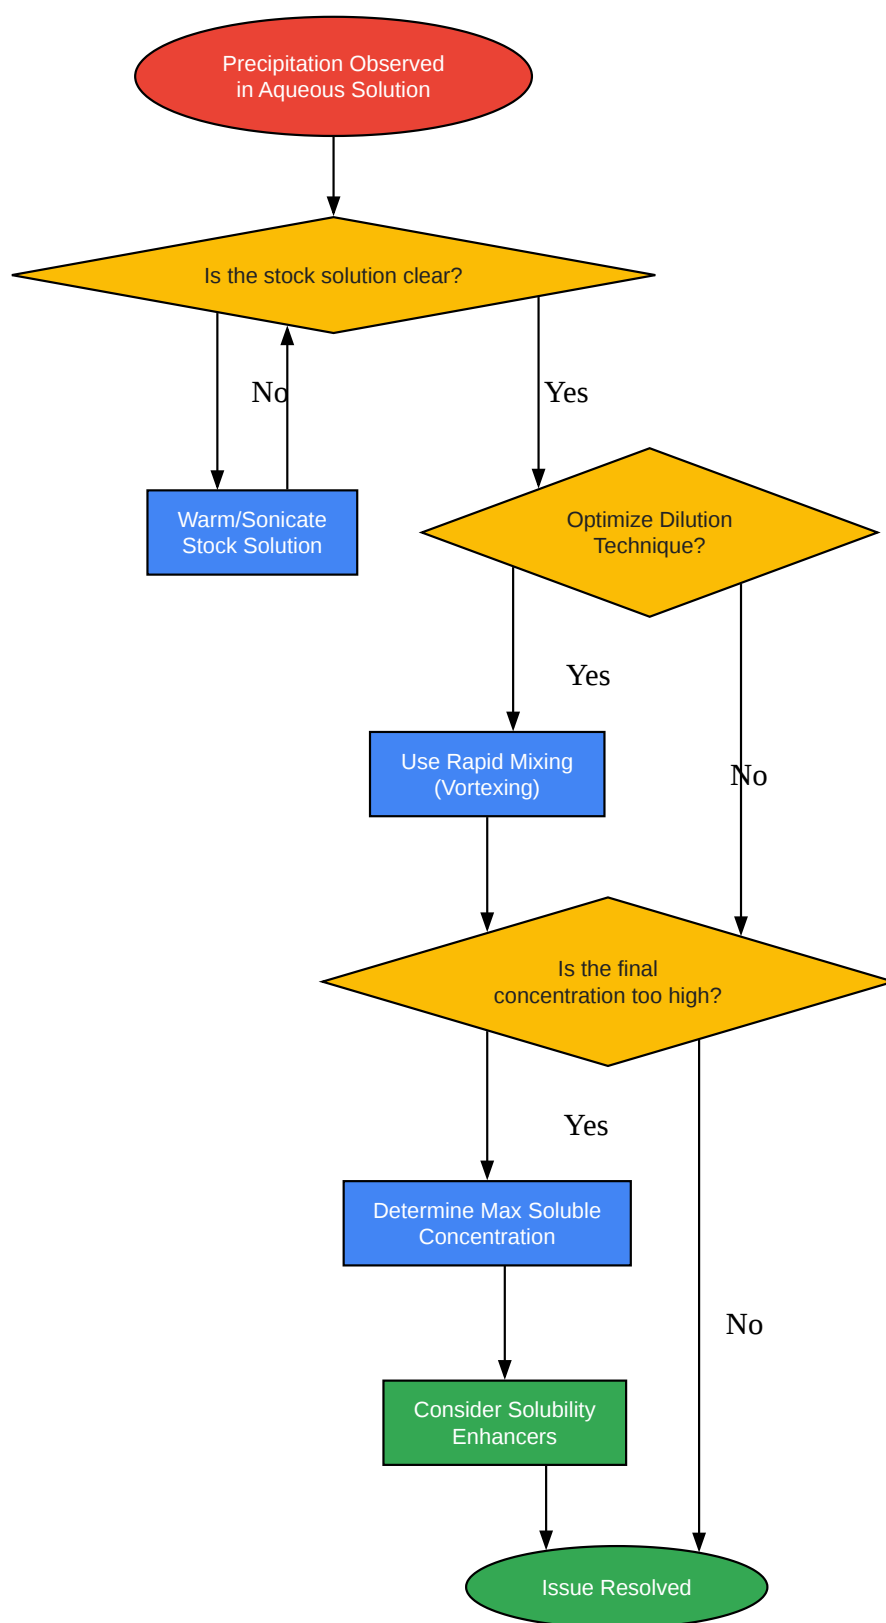 Precipitation Observed
in Aqueous Solution
Is the stock solution clear?
No
Yes
Warm/Sonicate
Stock Solution
Optimize Dilution
Technique?
Yes
Use Rapid Mixing
(Vortexing)
No
Is the final
concentration too high?
Yes
Determine Max Soluble
Concentration
No
Consider Solubility
Enhancers
Issue Resolved